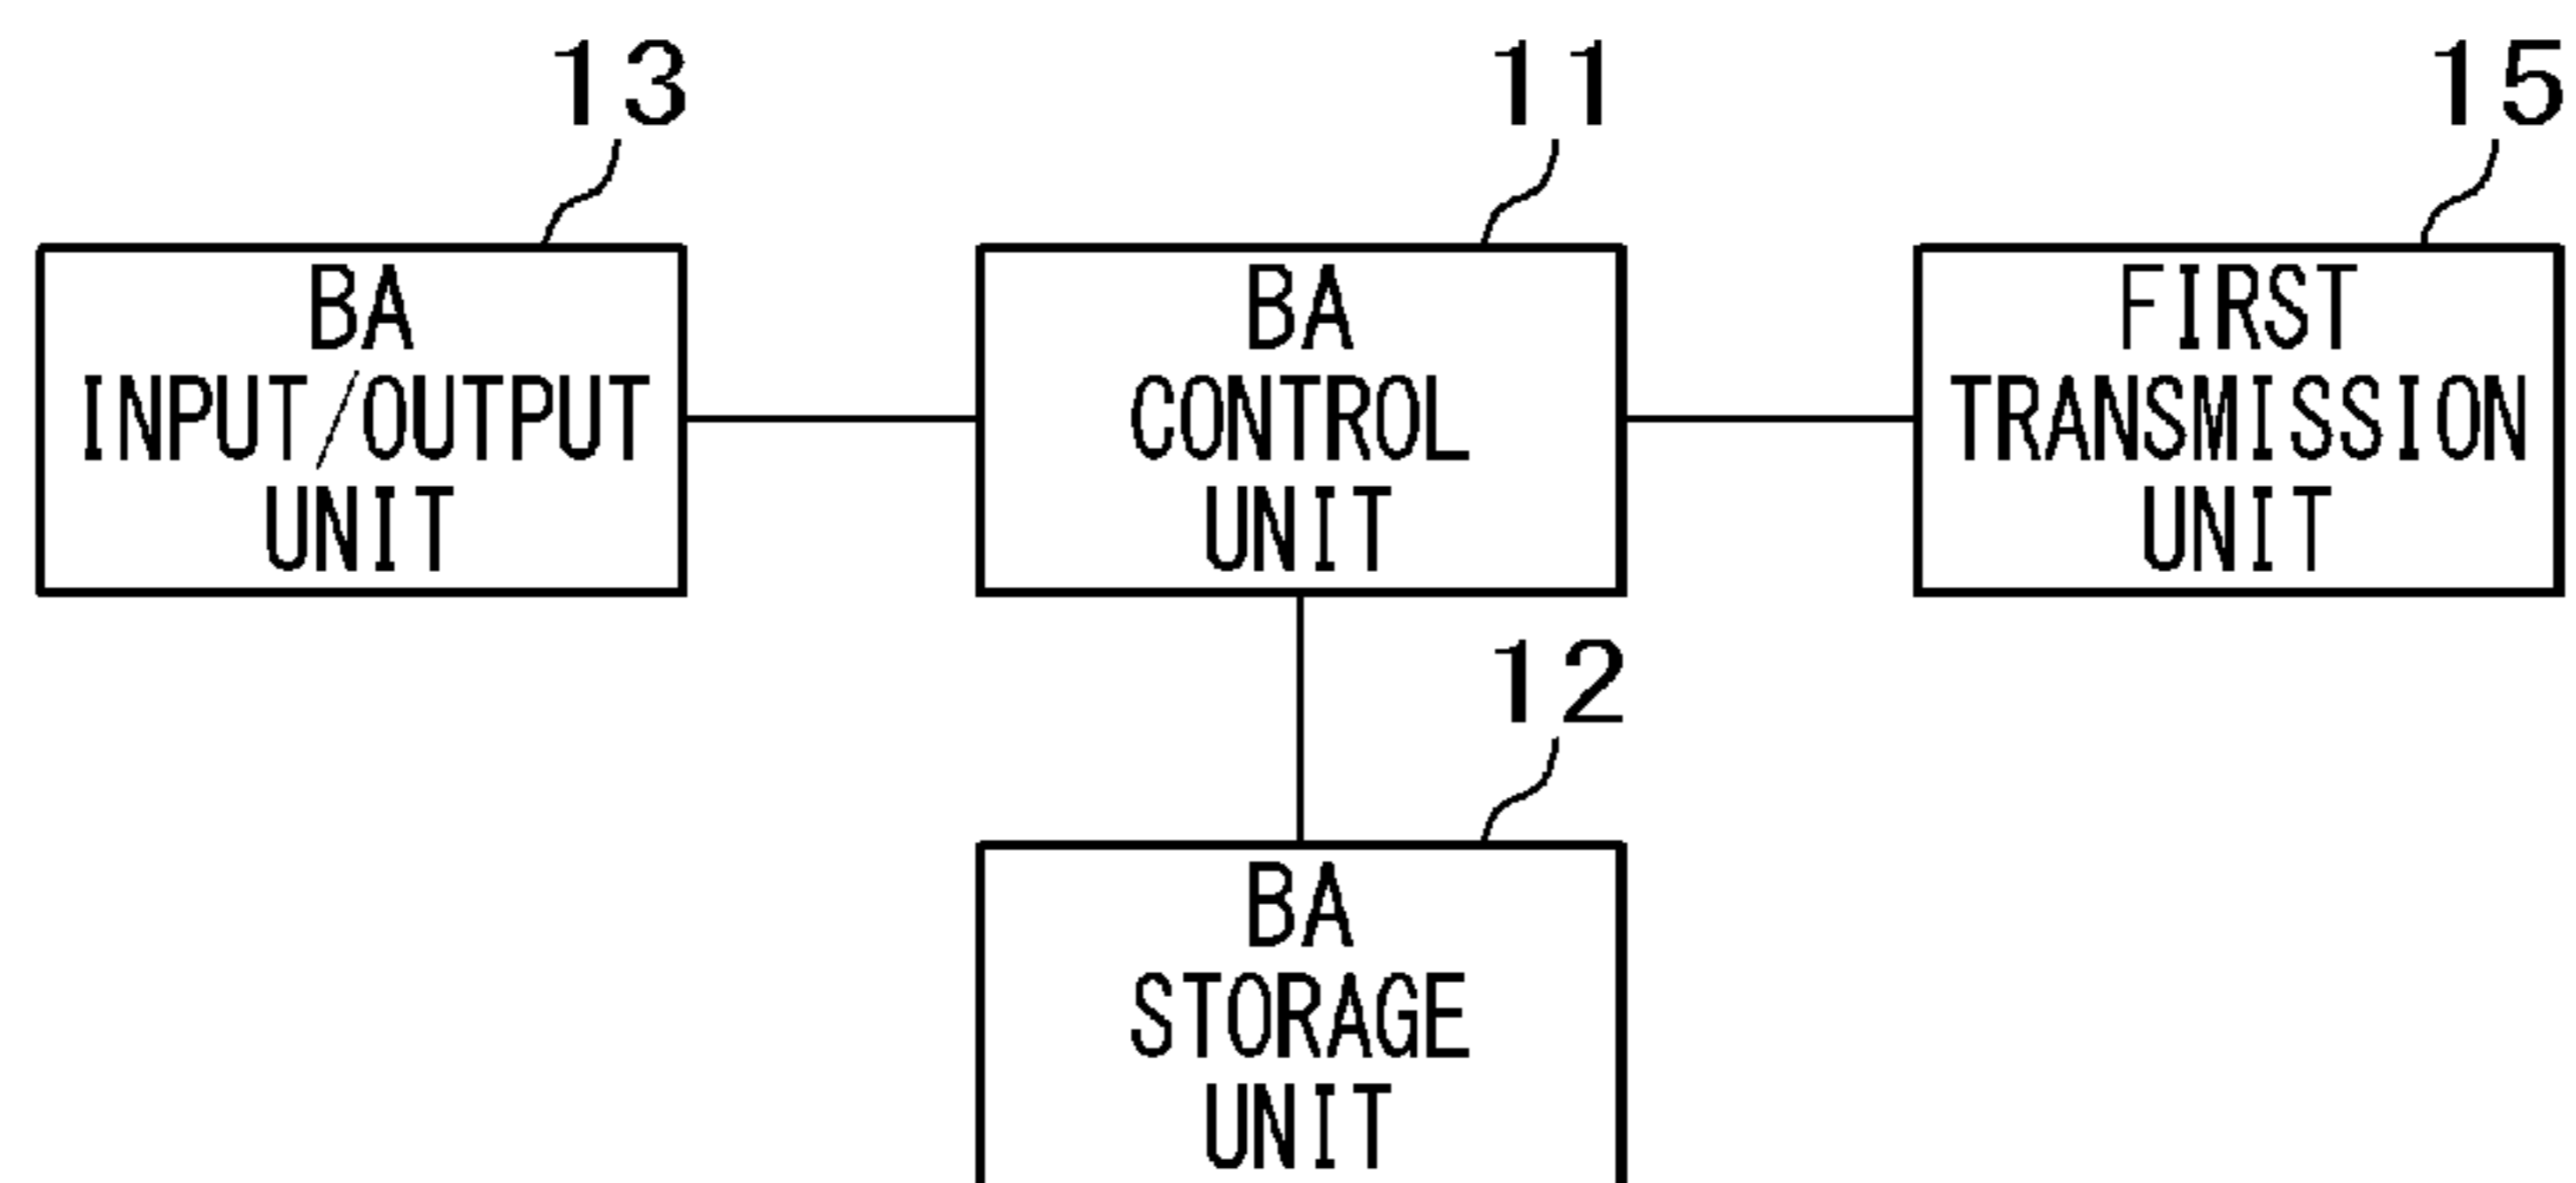 13
BA
INPUT/OUTPUT
UNIT
11
BA
CONTROL
UNIT
15
FIRST
TRANSMISSION
UNIT
12
BA
STORAGE
UNIT